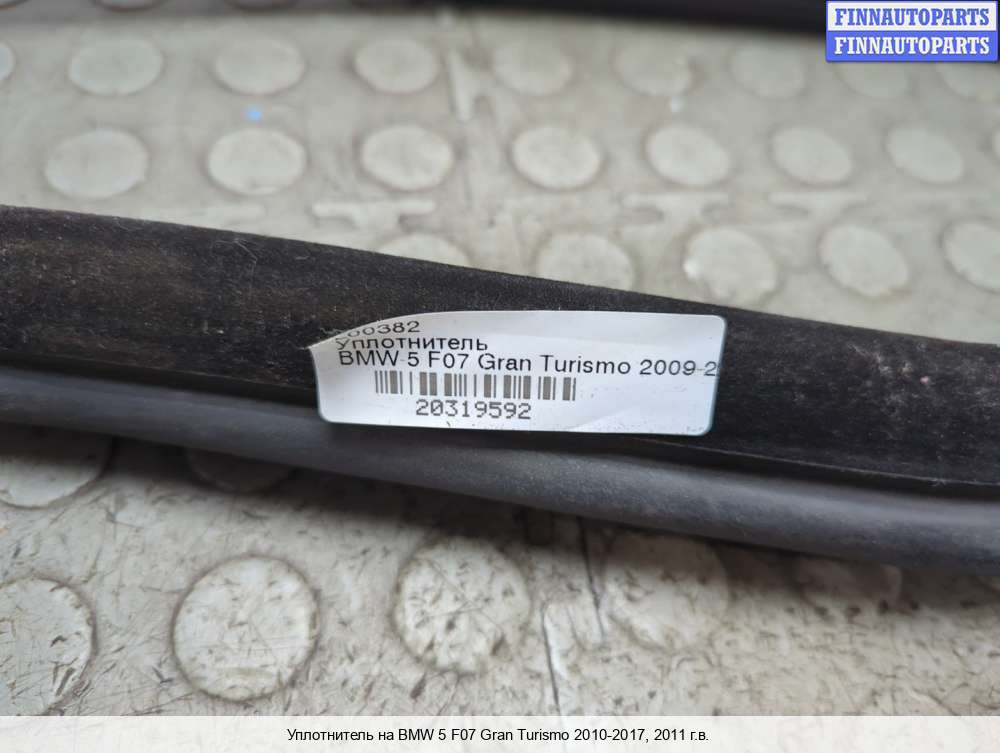 FINNAUTOPARTS
FINNAUTOPARTS
Уплотнитель
BMW 5 F07 Gran Turismo 2009-2
20319592
Уплотнитель на BMW 5 F07 Gran Turismo 2010-2017, 2011 г.в.